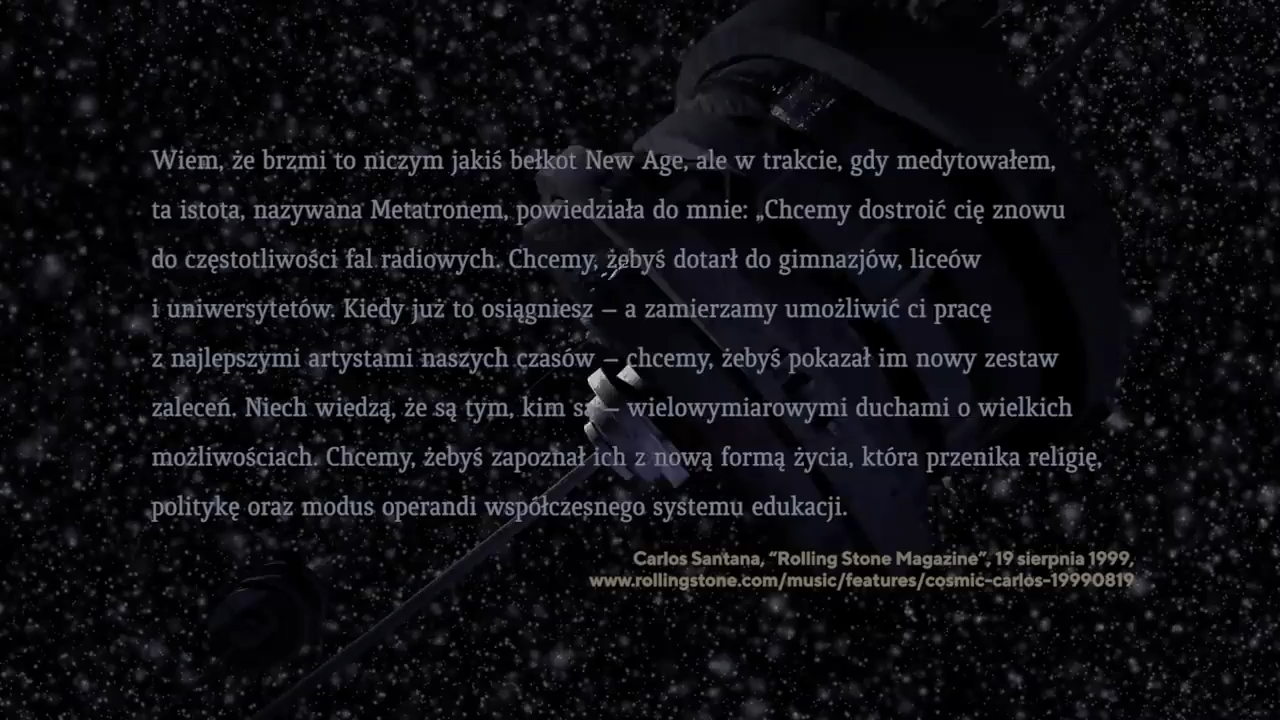 Wiem, że brzmi to niczym jakiś bełkot New Age, ale w trakcie, gdy medytowałem,
ta istota, nazywana Metatronem, powiedziała do mnie: „Chcemy dostroić cię znowu
do częstotliwości fal radiowych. Chcemy, żebyś dotarł do gimnazjów, liceów
i uniwersytetów. Kiedy już to osiągniesz – a zamierzamy umożliwić ci pracę
z najlepszymi artystami naszych czasów – chcemy, żebyś pokazał im nowy zestaw
zaleceń. Niech wiedzą, że są tym, kim są – wielowymiarowymi duchami o wielkich
możliwościach. Chcemy, żebyś zapoznał ich z nową formą życia, która przenika religię,
politykę oraz modus operandi współczesnego systemu edukacji.
Carlos Santana, “Rolling Stone Magazine”, 19 sierpnia 1999,
www.rollingstone.com/music/features/cosmic-carlos-19990819